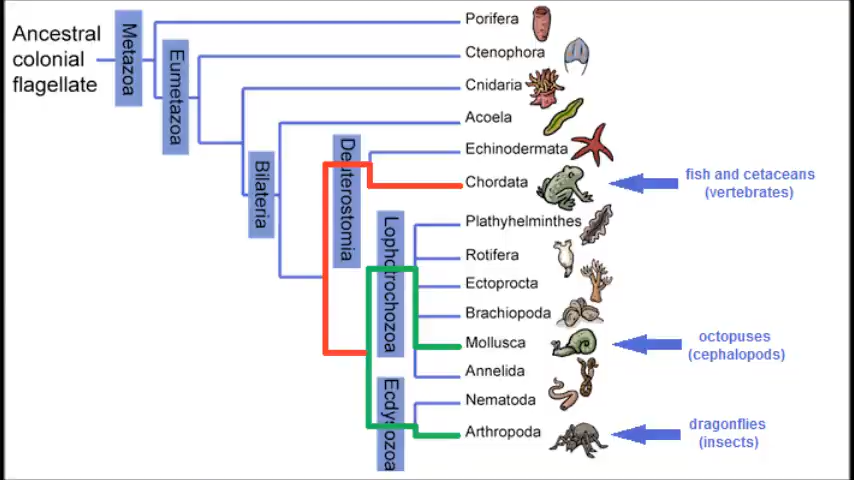 Ancestral
colonial
flagellate
Metazoa
Eumetazoa
Bilateria
Deuterostomia
Lophotrochozoa
Ecdysozoa
Porifera
Ctenophora
Cnidaria
Acoela
Echinodermata
Chordata
fish and cetaceans
(vertebrates)
Plathyhelminthes
Rotifera
Ectoprocta
Brachiopoda
Mollusca
octopuses
(cephalopods)
Annelida
Nematoda
Arthropoda
dragonflies
(insects)